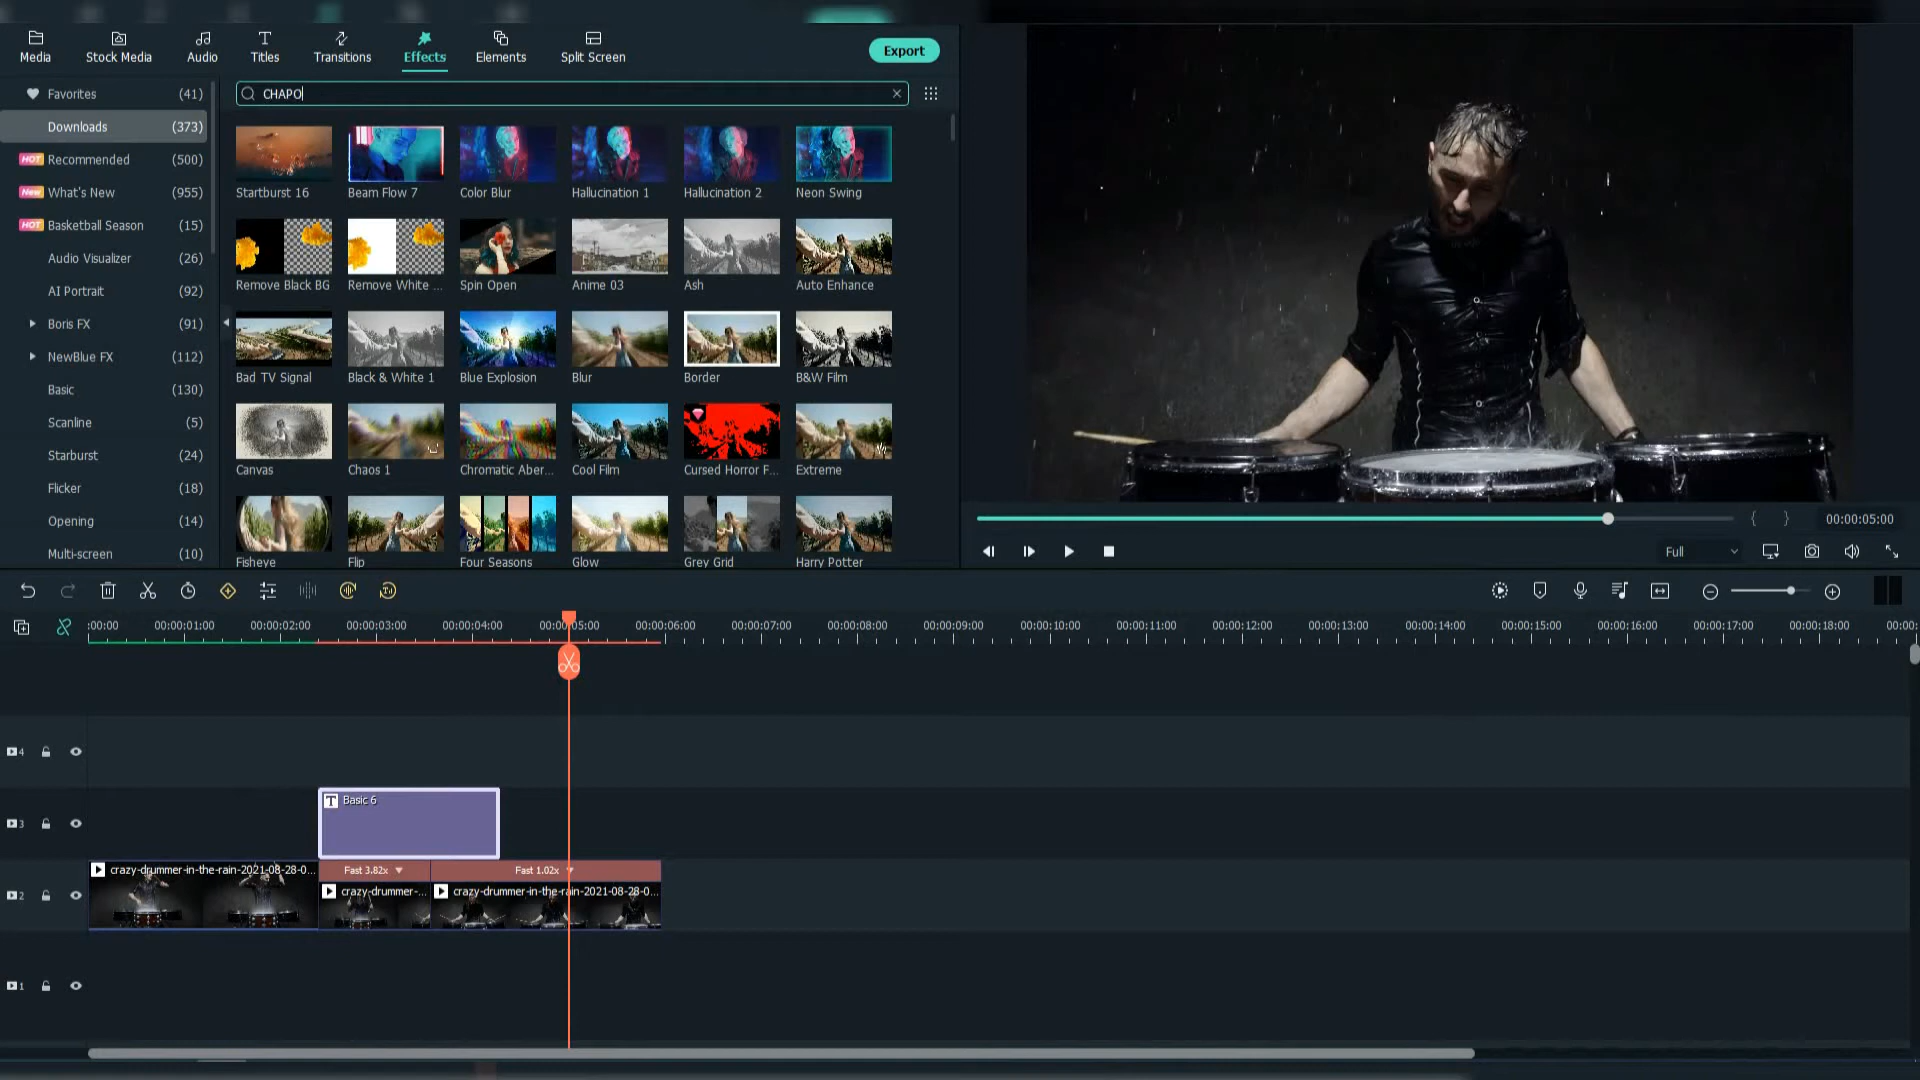 Media
Stock Media
Audio
Titles
Transitions
Effects
Elements
Split Screen
Export
Favorites (41)
Downloads (373)
HOT Recommended (500)
New What's New (955)
HOT Basketball Season (15)
Audio Visualizer (26)
AI Portrait (92)
Boris FX (91)
NewBlue FX (112)
Basic (130)
Scanline (5)
Starburst (24)
Flicker (18)
Opening (14)
Multi-screen (10)
CHAPO
Startburst 16
Beam Flow 7
Color Blur
Hallucination 1
Hallucination 2
Neon Swing
Remove Black BG
Remove White ...
Spin Open
Anime 03
Ash
Auto Enhance
Bad TV Signal
Black & White 1
Blue Explosion
Blur
Border
B&W Film
Canvas
Chaos 1
Chromatic Aber...
Cool Film
Cursed Horror F...
Extreme
Fisheye
Flip
Four Seasons
Glow
Grey Grid
Harry Potter
{ }
00:00:05:00
Full
:00:00 00:00:01:00 00:00:02:00 00:00:03:00 00:00:04:00 00:00:05:00 00:00:06:00 00:00:07:00 00:00:08:00 00:00:09:00 00:00:10:00 00:00:11:00 00:00:12:00 00:00:13:00 00:00:14:00 00:00:15:00 00:00:16:00 00:00:17:00 00:00:18:00 00:00:
4
3
T Basic 6
2
crazy-drummer-in-the-rain-2021-08-28-0...
Fast 3.82x
crazy-drummer-...
Fast 1.02x
crazy-drummer-in-the-rain-2021-08-28-0...
1